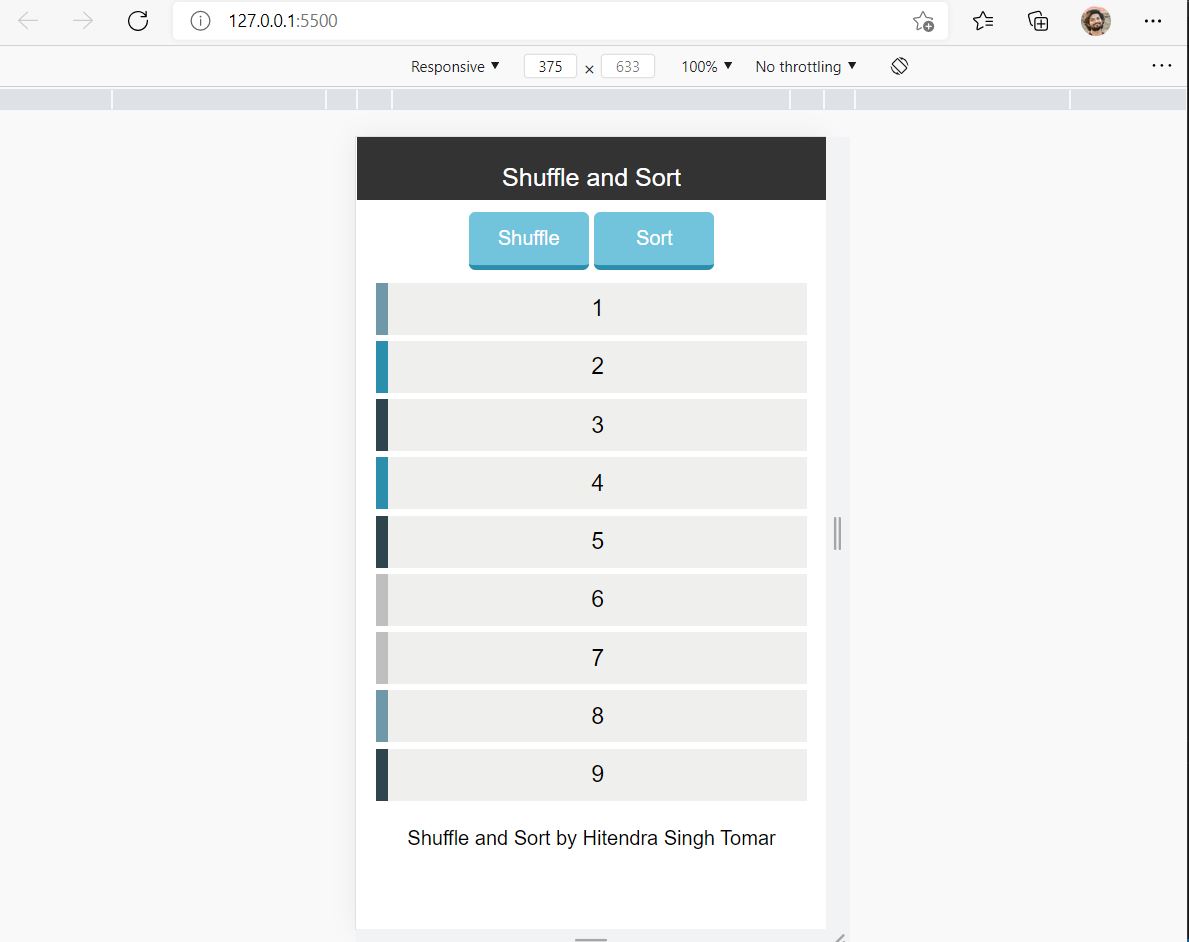 127.0.0.1:5500
Responsive ▼ 375 × 633 100% ▼ No throttling ▼
Shuffle and Sort
Shuffle Sort
1
2
3
4
5
6
7
8
9
Shuffle and Sort by Hitendra Singh Tomar